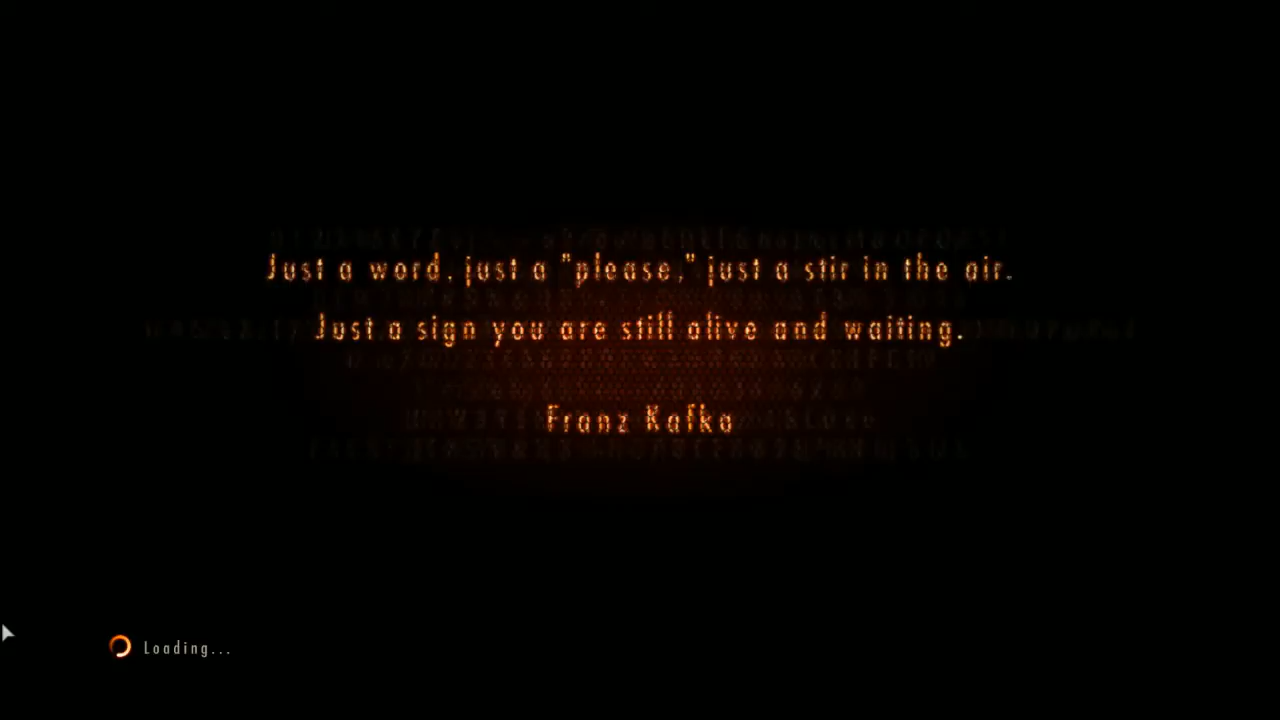 Just a word, just a "please," just a stir in the air.
Just a sign you are still alive and waiting.
Franz Kafka
Loading...